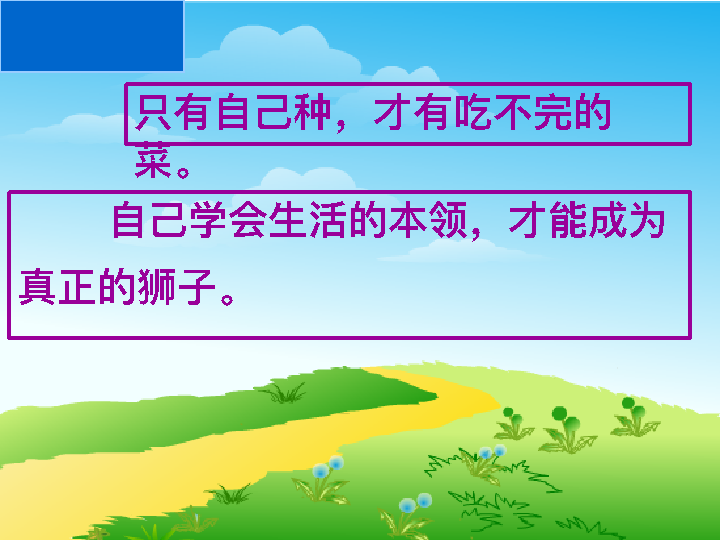 只有自己种，才有吃不完的
菜。
自己学会生活的本领，才能成为
真正的狮子。